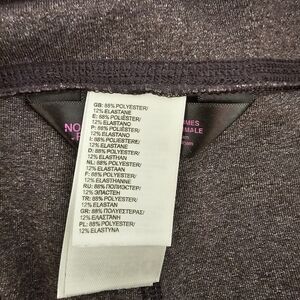 GB: 88% POLYESTER/
12% ELASTANE
E: 88% POLIÉSTER/
12% ELASTANO
P: 88% POLIÉSTER/
12% ELASTANO
I: 88% POLIESTERE/
12% ELASTANE
D: 88% POLYESTER/
12% ELASTHAN
NL: 88% POLYESTER/
12% ELASTAAN
F: 88% POLYESTER/
12% ELASTHANNE
RU: 88% ПОЛИЭСТЕР/
12% ЭЛАСТЕН
TR: 88% POLYESTER/
12% ELASTAN
GR: 88% ΠΟΛΥΕΣΤΕΡΑΣ/
12% ΕΛΑΣΤΑΝΗ
PL: 88% POLYESTER/
12% ELASTYNA
NO